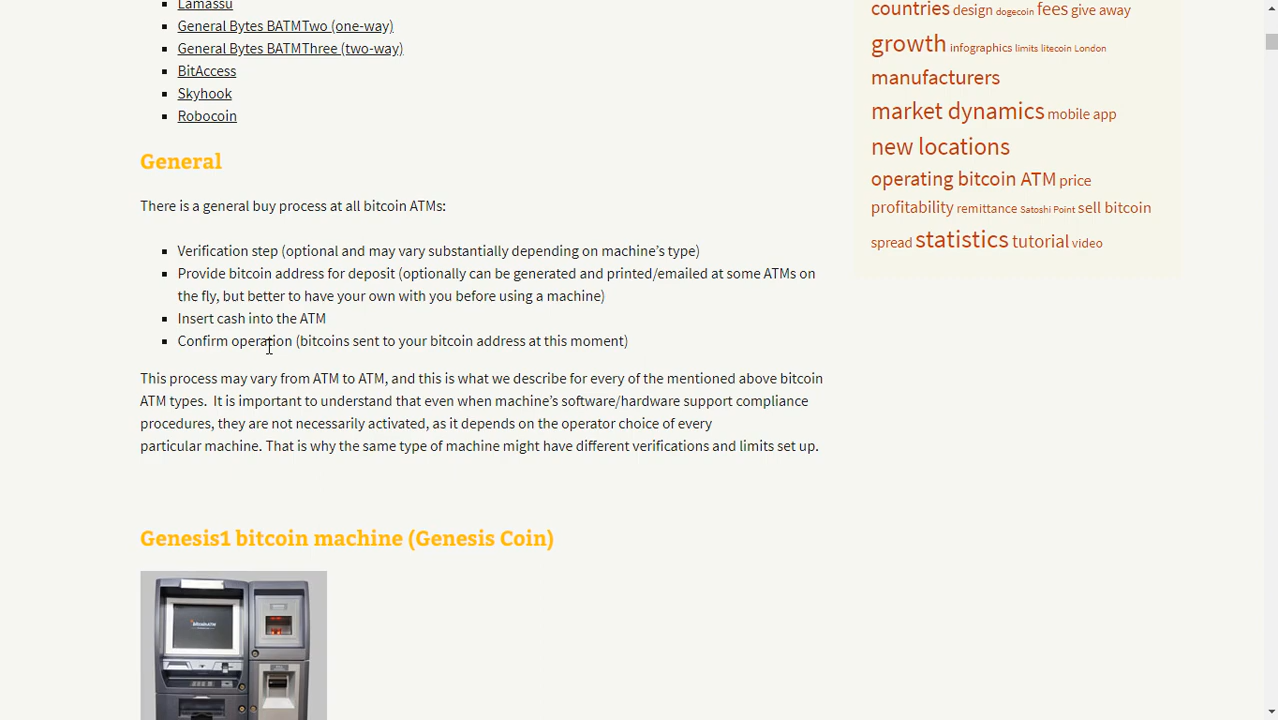 Lamassu
General Bytes BATMTwo (one-way)
General Bytes BATMThree (two-way)
BitAccess
Skyhook
Robocoin
General
There is a general buy process at all bitcoin ATMs:
Verification step (optional and may vary substantially depending on machine’s type)
Provide bitcoin address for deposit (optionally can be generated and printed/emailed at some ATMs on
the fly, but better to have your own with you before using a machine)
Insert cash into the ATM
Confirm operation (bitcoins sent to your bitcoin address at this moment)
This process may vary from ATM to ATM, and this is what we describe for every of the mentioned above bitcoin
ATM types.  It is important to understand that even when machine’s software/hardware support compliance
procedures, they are not necessarily activated, as it depends on the operator choice of every
particular machine. That is why the same type of machine might have different verifications and limits set up.
Genesis1 bitcoin machine (Genesis Coin)
countries design dogecoin fees give away
growth infographics limits litecoin London
manufacturers
market dynamics mobile app
new locations
operating bitcoin ATM price
profitability remittance Satoshi Point sell bitcoin
spread statistics tutorial video